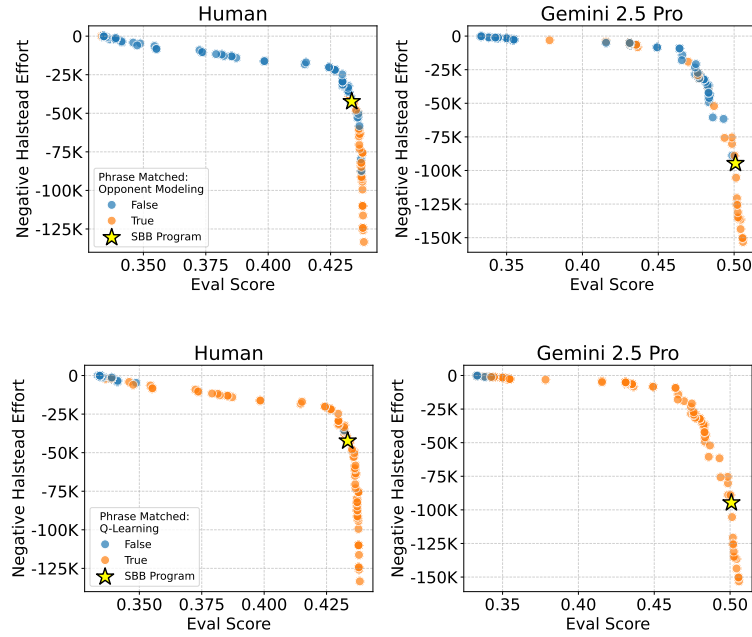 Human
Gemini 2.5 Pro
Negative Halstead Effort
0
-25K
-50K
-75K
-100K
-125K
Phrase Matched:
Opponent Modeling
False
True
SBB Program
0.350
0.375
0.400
0.425
Eval Score
Negative Halstead Effort
0
-25K
-50K
-75K
-100K
-125K
-150K
0.35
0.40
0.45
0.50
Eval Score
Human
Gemini 2.5 Pro
Negative Halstead Effort
0
-25K
-50K
-75K
-100K
-125K
Phrase Matched:
Q-Learning
False
True
SBB Program
0.350
0.375
0.400
0.425
Eval Score
Negative Halstead Effort
0
-25K
-50K
-75K
-100K
-125K
-150K
0.35
0.40
0.45
0.50
Eval Score